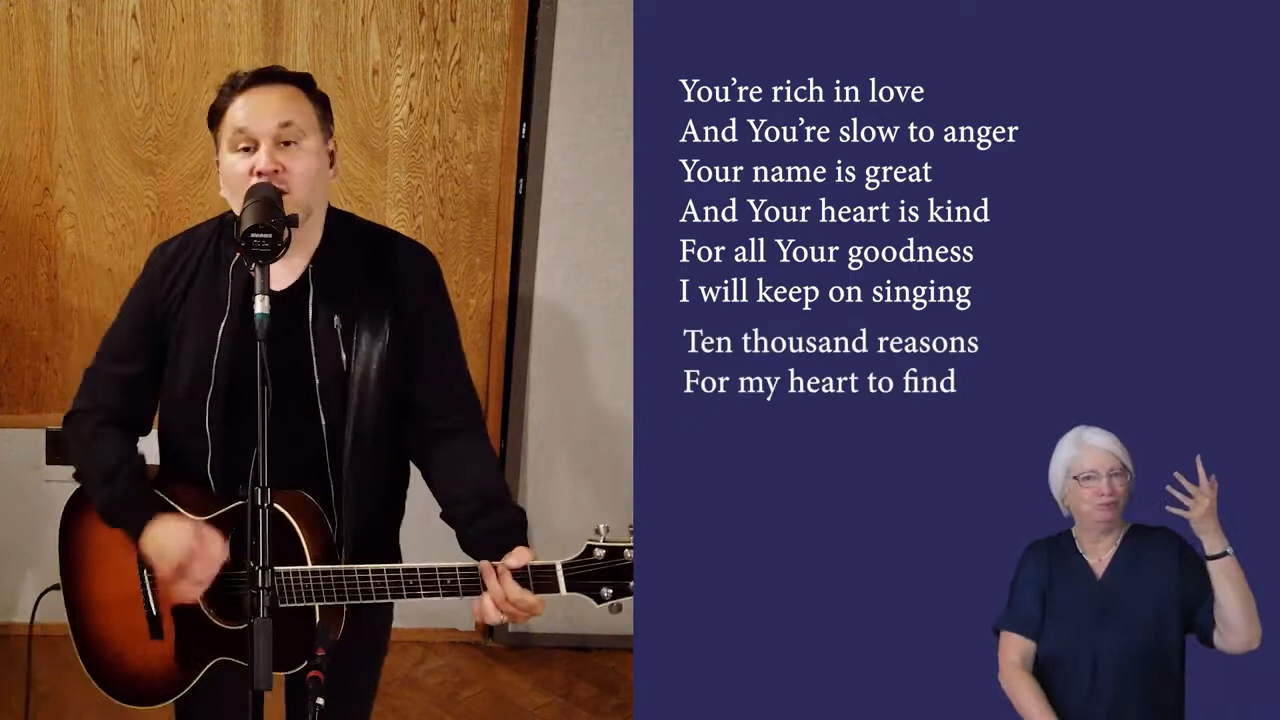 You’re rich in love
And You’re slow to anger
Your name is great
And Your heart is kind
For all Your goodness
I will keep on singing
Ten thousand reasons
For my heart to find